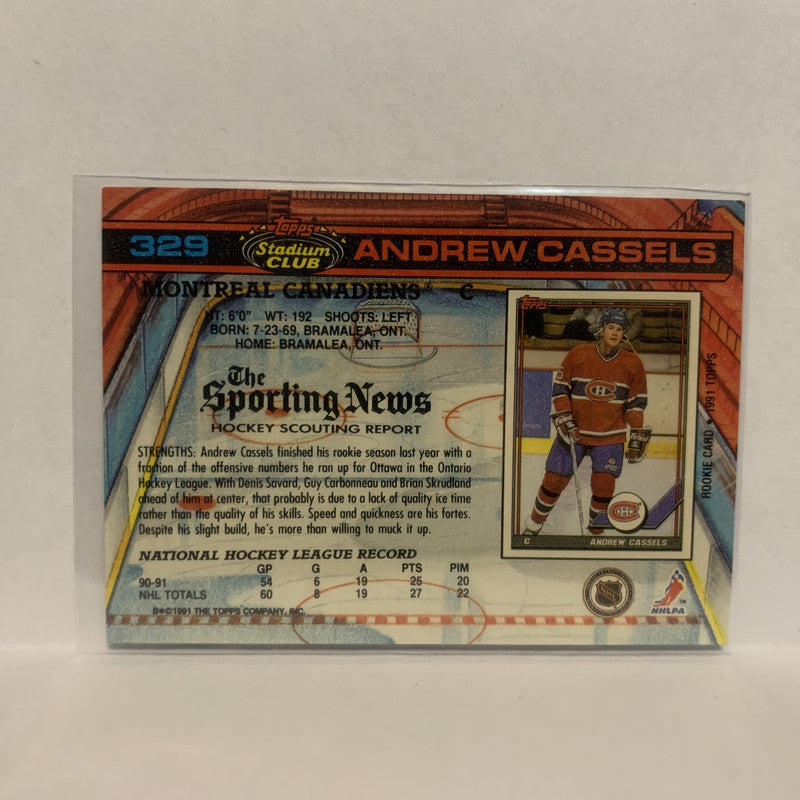 329
Topps
Stadium
CLUB
ANDREW CASSELS
MONTREAL CANADIENS C
HT: 6'0" WT: 192 SHOOTS: LEFT
BORN: 7-23-69, BRAMALEA, ONT.
HOME: BRAMALEA, ONT.
The
Sporting News
HOCKEY SCOUTING REPORT
STRENGTHS: Andrew Cassels finished his rookie season last year with a
fraction of the offensive numbers he ran up for Ottawa in the Ontario
Hockey League. With Denis Savard, Guy Carbonneau and Brian Skrudland
ahead of him at center, that probably is due to a lack of quality ice time
rather than the quality of his skills. Speed and quickness are his fortes.
Despite his slight build, he's more than willing to muck it up.
NATIONAL HOCKEY LEAGUE RECORD
GP G A PTS PIM
90-91 54 6 19 25 20
NHL TOTALS 60 8 19 27 22
B*©1991 THE TOPPS COMPANY, INC.
Topps
C ANDREW CASSELS
ROOKIE CARD • 1991 TOPPS
NHL
NHLPA
TM